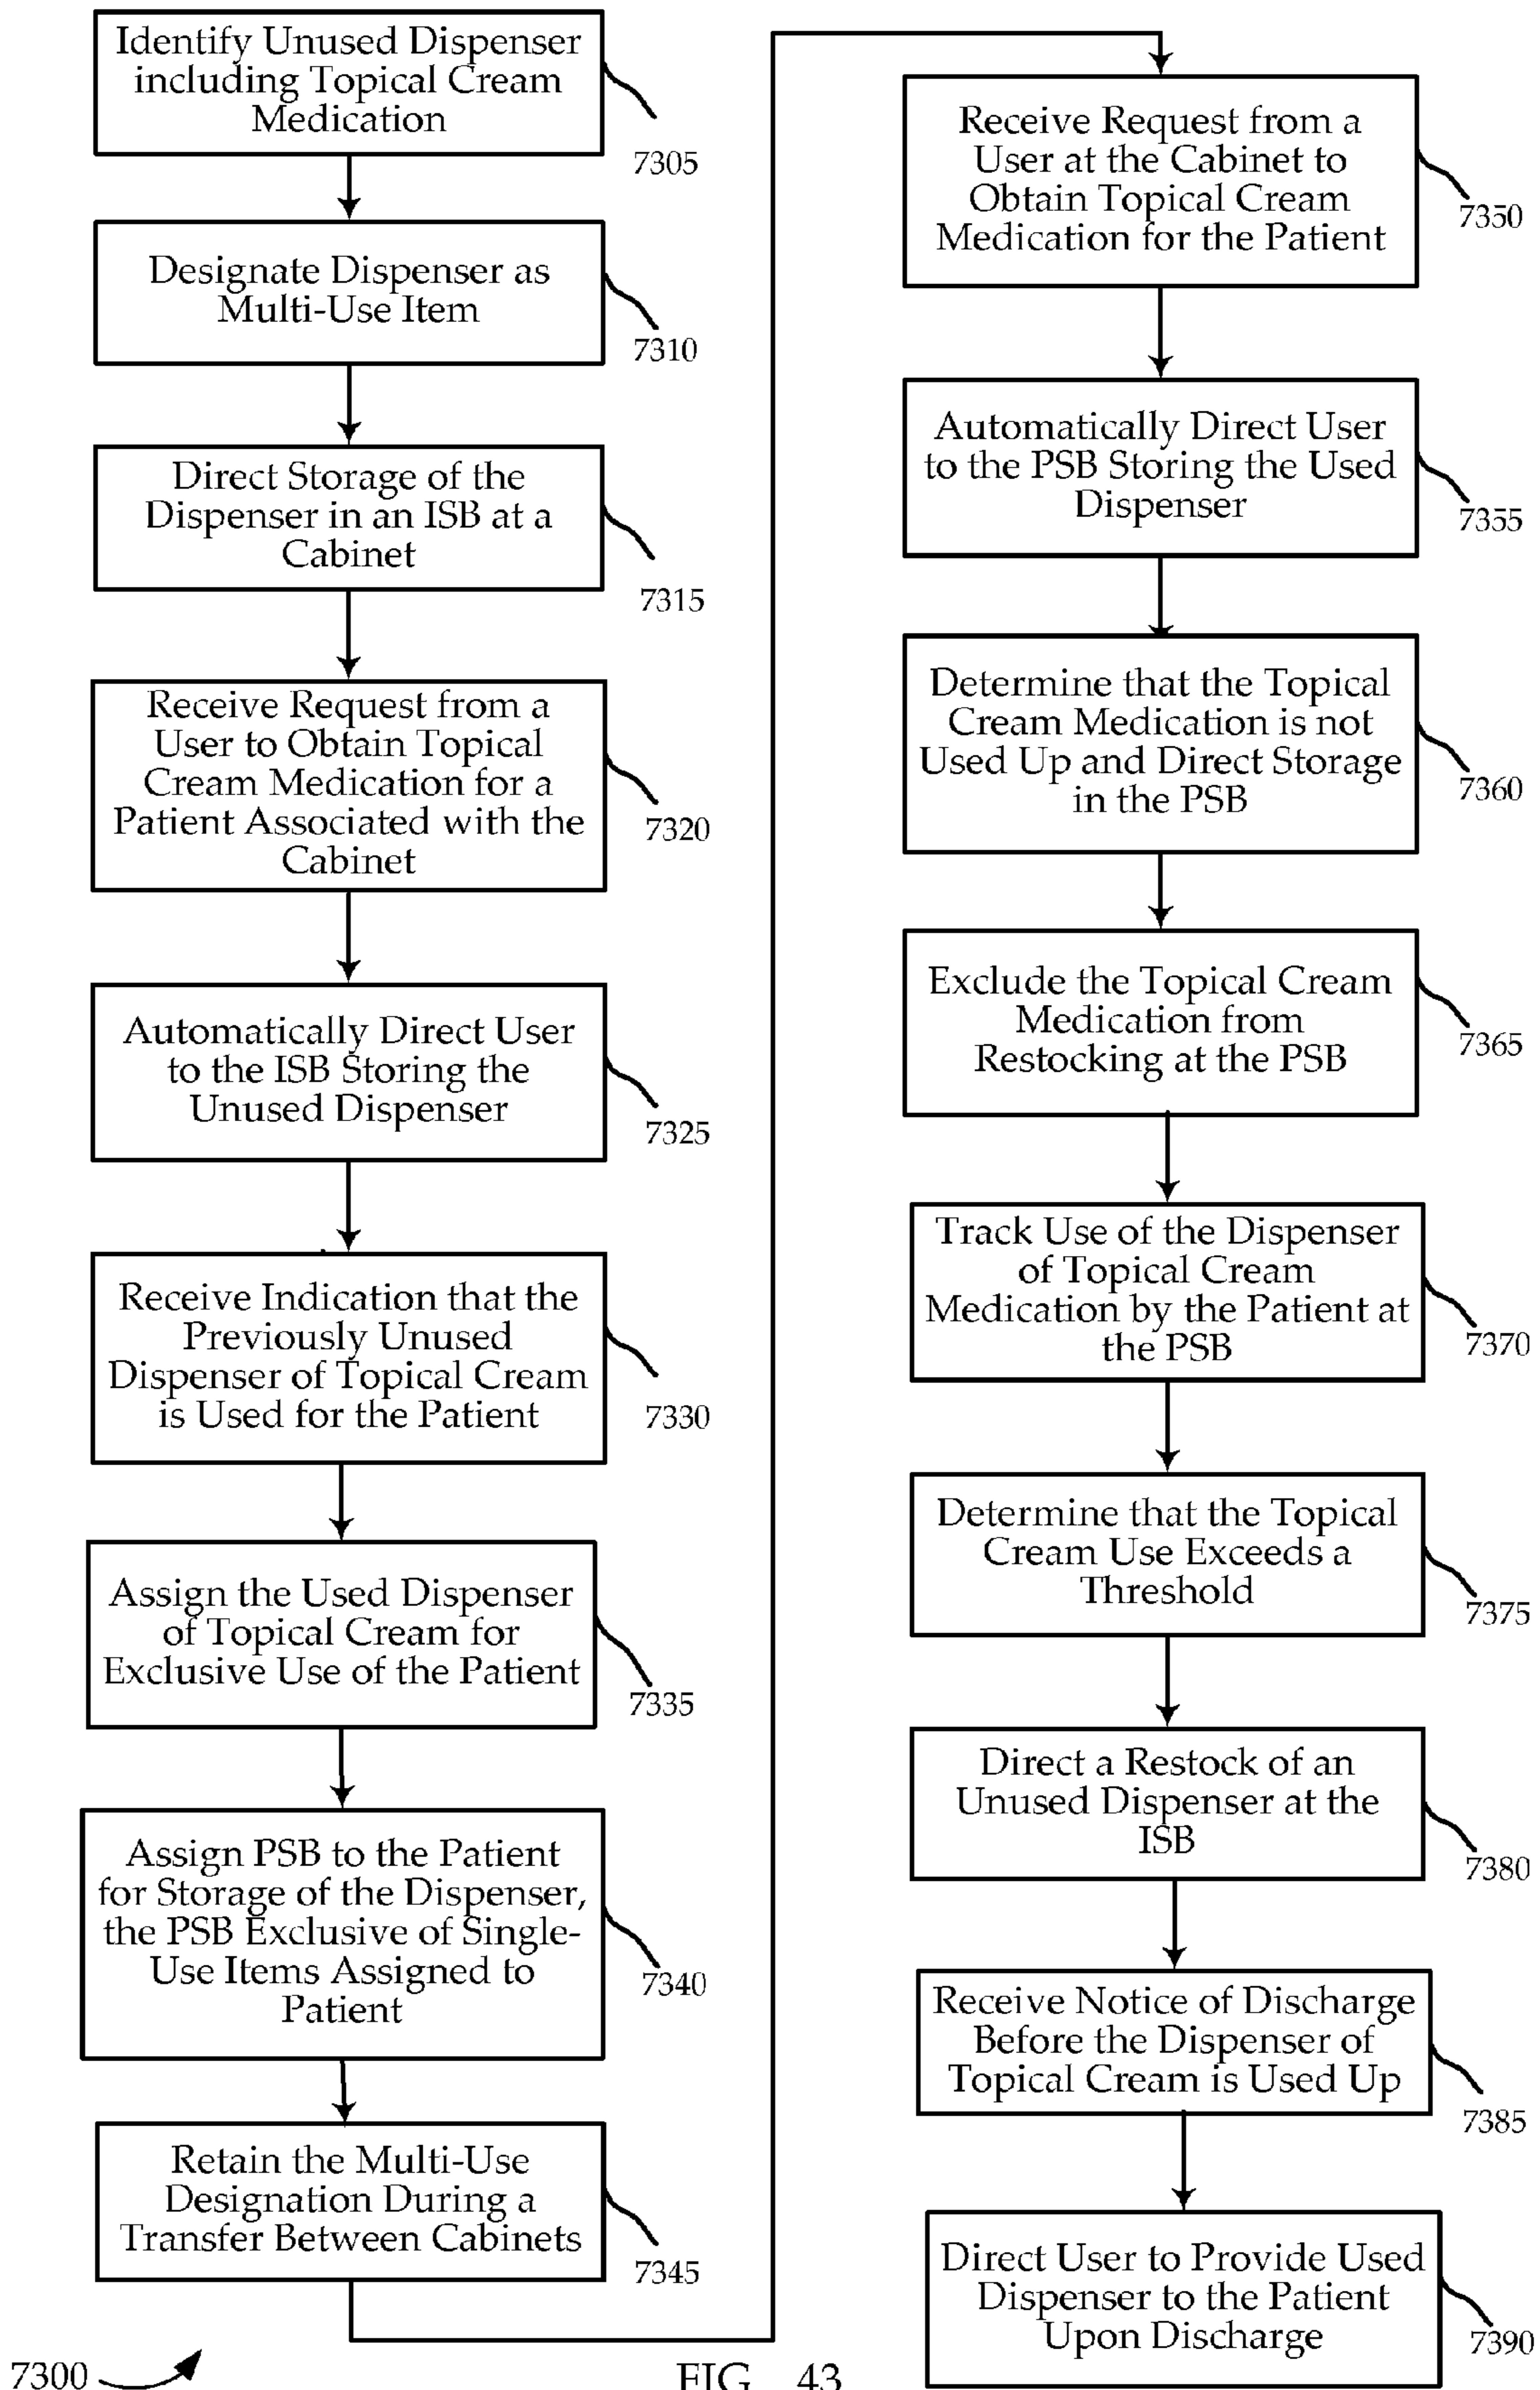 Identify Unused Dispenser
including Topical Cream
Medication
7305
Designate Dispenser as
Multi-Use Item
7310
Direct Storage of the
Dispenser in an ISB at a
Cabinet
7315
Receive Request from a
User to Obtain Topical
Cream Medication for a
Patient Associated with the
Cabinet
7320
Automatically Direct User
to the ISB Storing the
Unused Dispenser
7325
Receive Indication that the
Previously Unused
Dispenser of Topical Cream
is Used for the Patient
7330
Assign the Used Dispenser
of Topical Cream for
Exclusive Use of the Patient
7335
Assign PSB to the Patient
for Storage of the Dispenser,
the PSB Exclusive of Single-
Use Items Assigned to
Patient
7340
Retain the Multi-Use
Designation During a
Transfer Between Cabinets
7345
Receive Request from a
User at the Cabinet to
Obtain Topical Cream
Medication for the Patient
7350
Automatically Direct User
to the PSB Storing the Used
Dispenser
7355
Determine that the Topical
Cream Medication is not
Used Up and Direct Storage
in the PSB
7360
Exclude the Topical Cream
Medication from
Restocking at the PSB
7365
Track Use of the Dispenser
of Topical Cream
Medication by the Patient at
the PSB
7370
Determine that the Topical
Cream Use Exceeds a
Threshold
7375
Direct a Restock of an
Unused Dispenser at the
ISB
7380
Receive Notice of Discharge
Before the Dispenser of
Topical Cream is Used Up
7385
Direct User to Provide Used
Dispenser to the Patient
Upon Discharge
7390
7300
FIG. 43